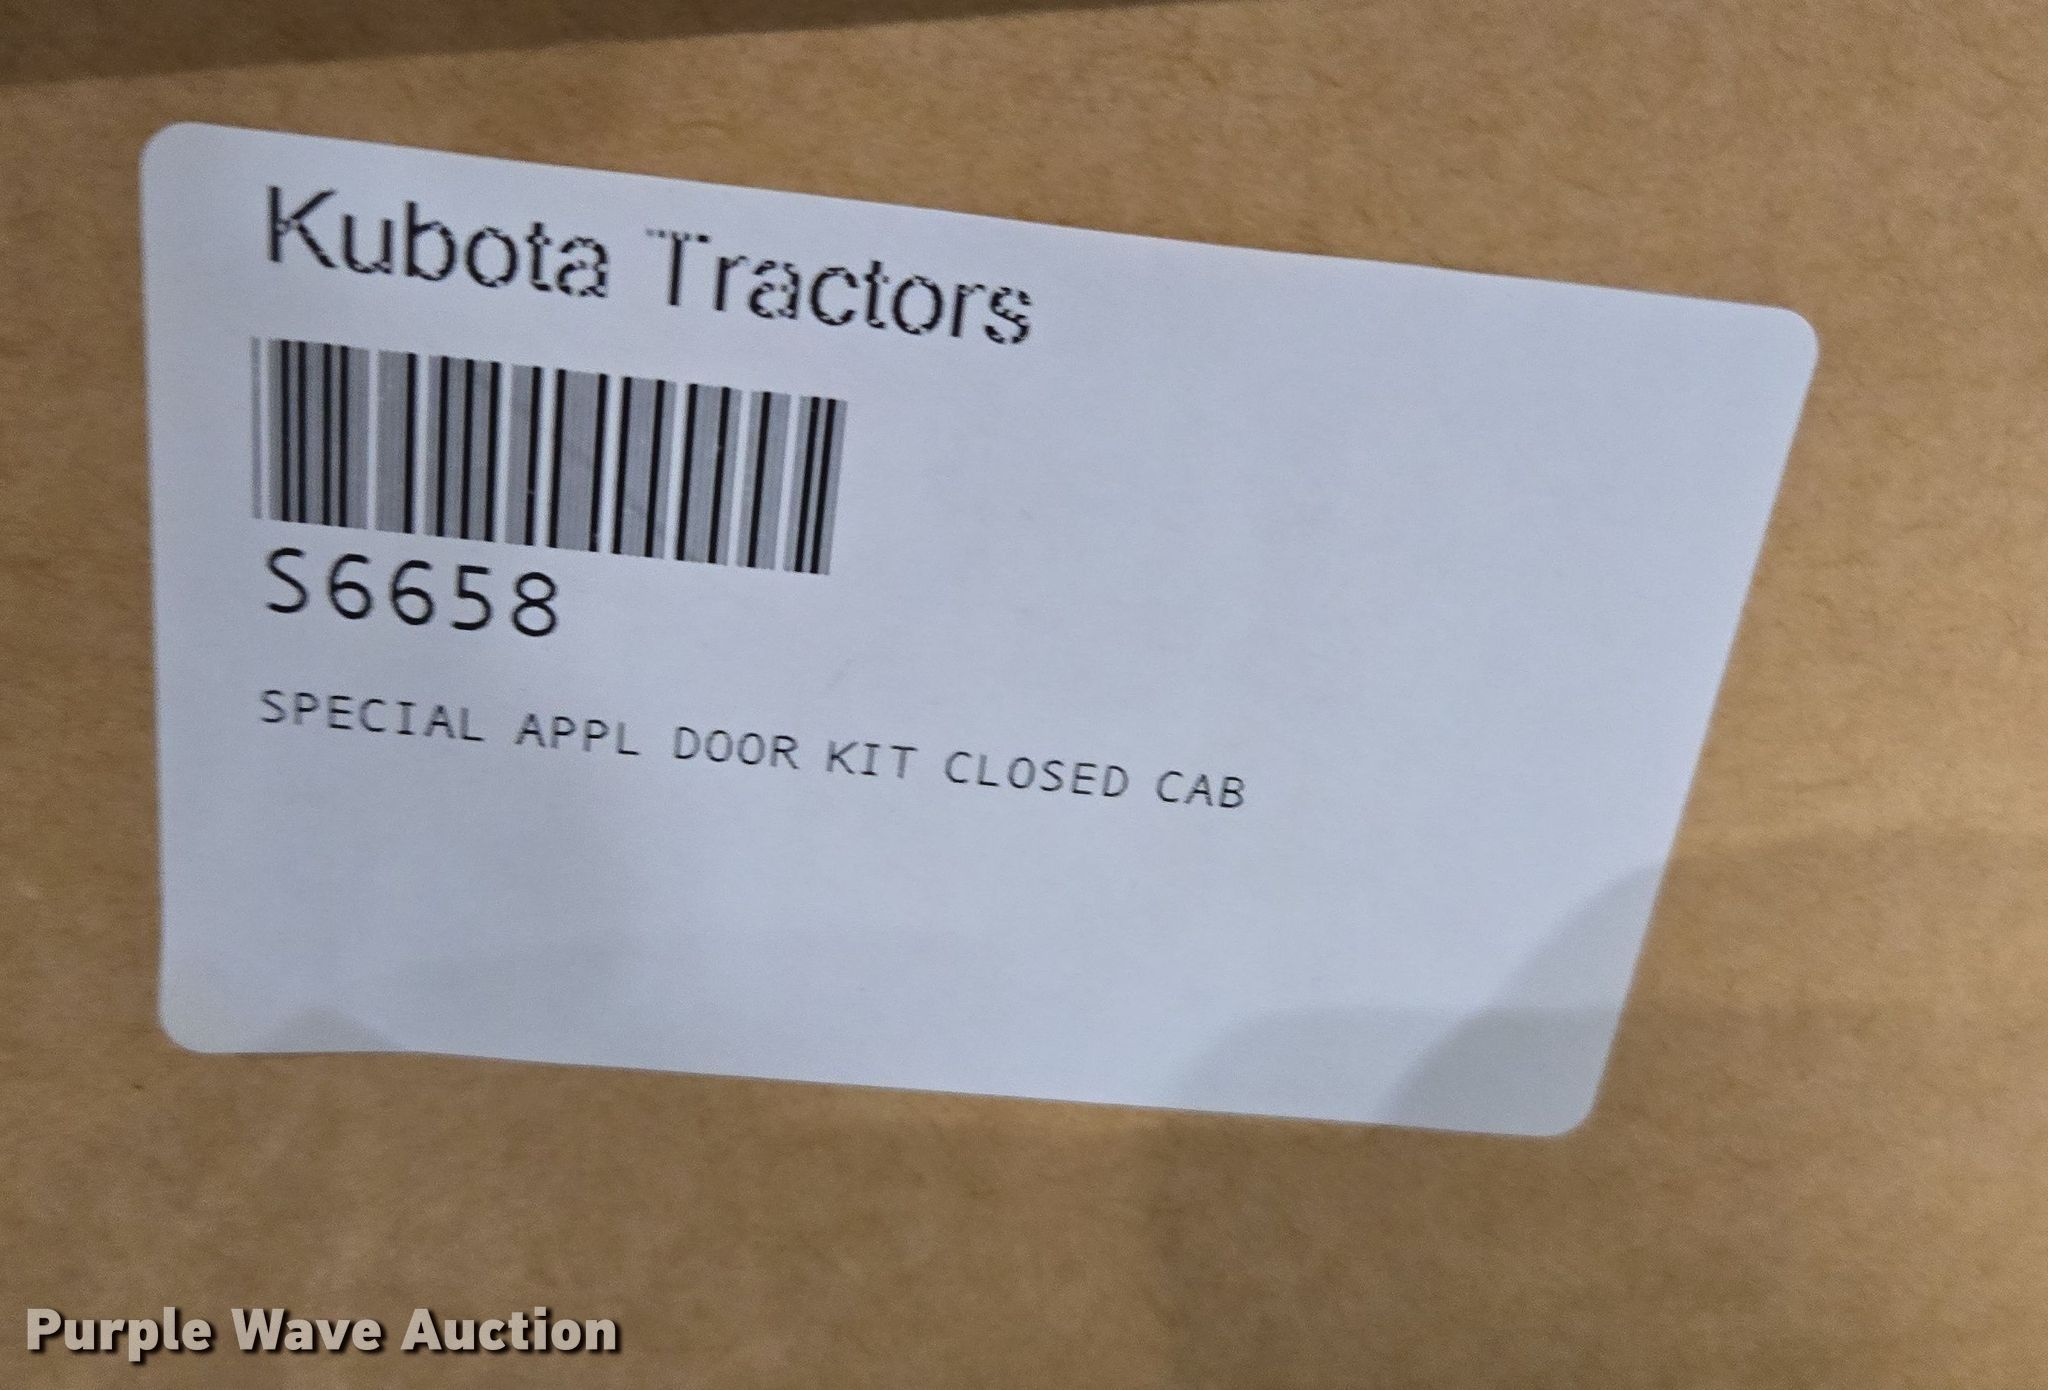 Kubota Tractors
S6658
SPECIAL APPL DOOR KIT CLOSED CAB
Purple Wave Auction